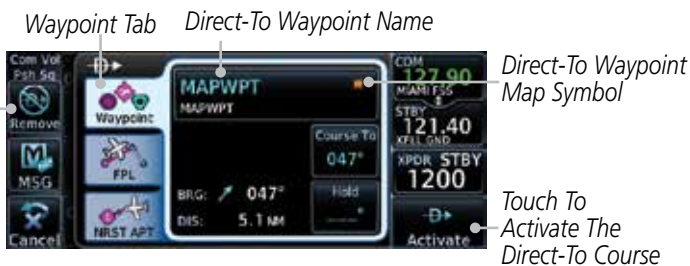 Waypoint Tab
Direct-To Waypoint Name
Com Vol
Psh Sq
Remove
MSG
Cancel
Waypoint
FPL
NRST APT
MAPWPT
MAPWPT
Course To
047°
BRG: 047°
Hold
___°
DIS: 5.1 NM
COM
127.90
MIAMI FSS
STBY
121.40
KFLL GND
XPDR STBY
1200
Activate
Direct-To Waypoint
Map Symbol
Touch To
Activate The
Direct-To Course